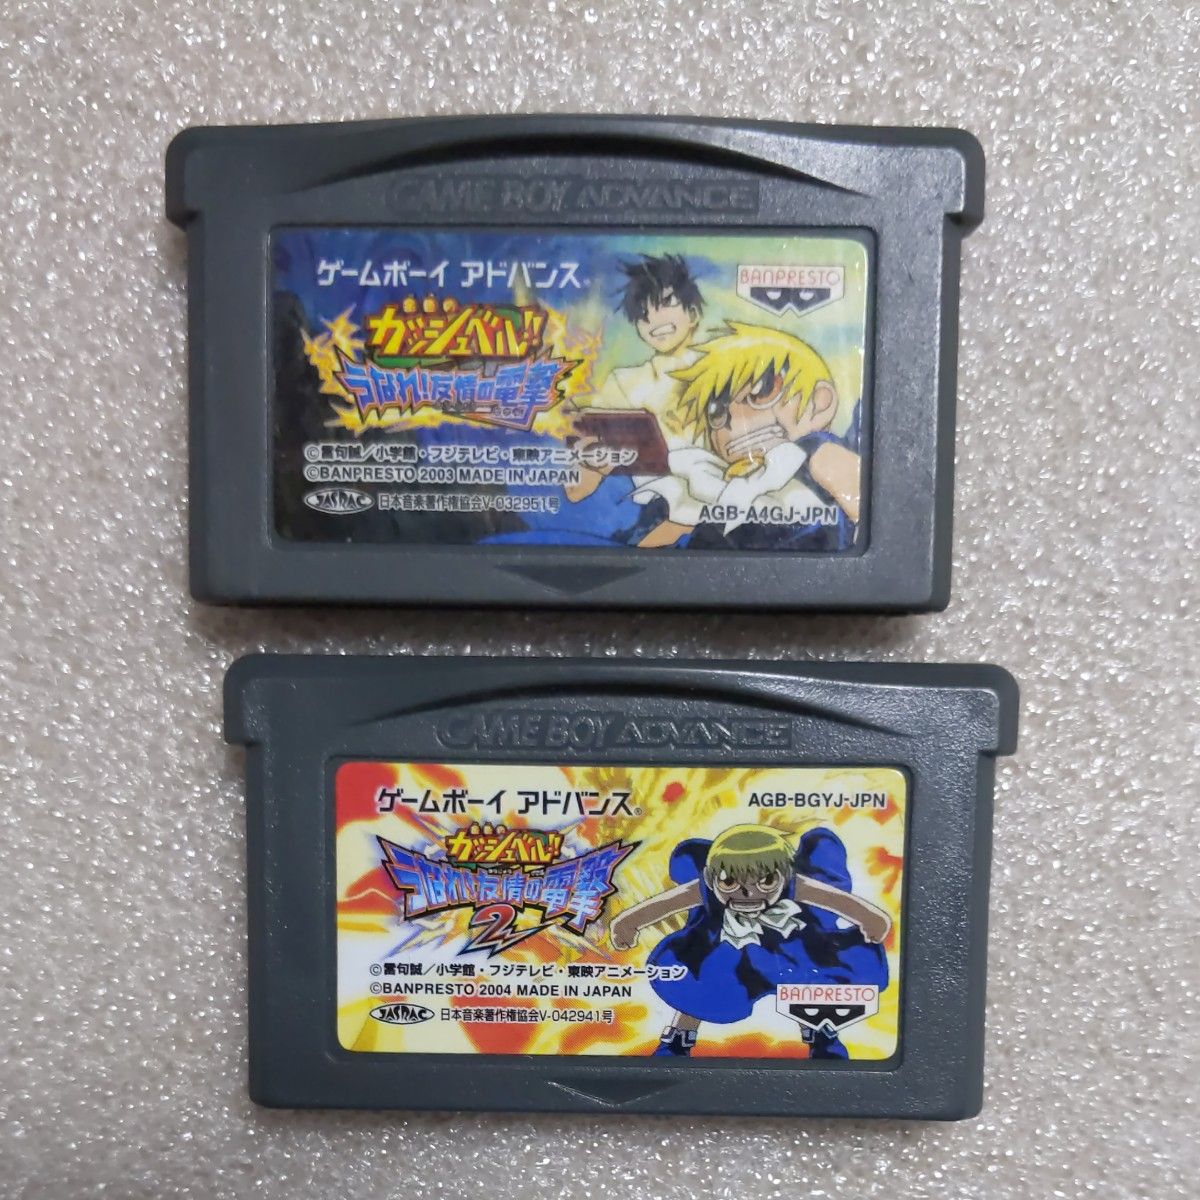 GAME BOY ADVANCE
ゲームボーイ アドバンス®
BANPRESTO
金色の
ガッシュベル!!
うなれ!友情の電撃
©雷句誠／小学館・フジテレビ・東映アニメーション
©BANPRESTO 2003 MADE IN JAPAN
JASRAC 日本音楽著作権協会V-032951号
AGB-A4GJ-JPN
GAME BOY ADVANCE
ゲームボーイ アドバンス®
AGB-BGYJ-JPN
金色の
ガッシュベル!!
うなれ!友情の電撃
2
©雷句誠／小学館・フジテレビ・東映アニメーション
©BANPRESTO 2004 MADE IN JAPAN
BANPRESTO
JASRAC 日本音楽著作権協会V-042941号